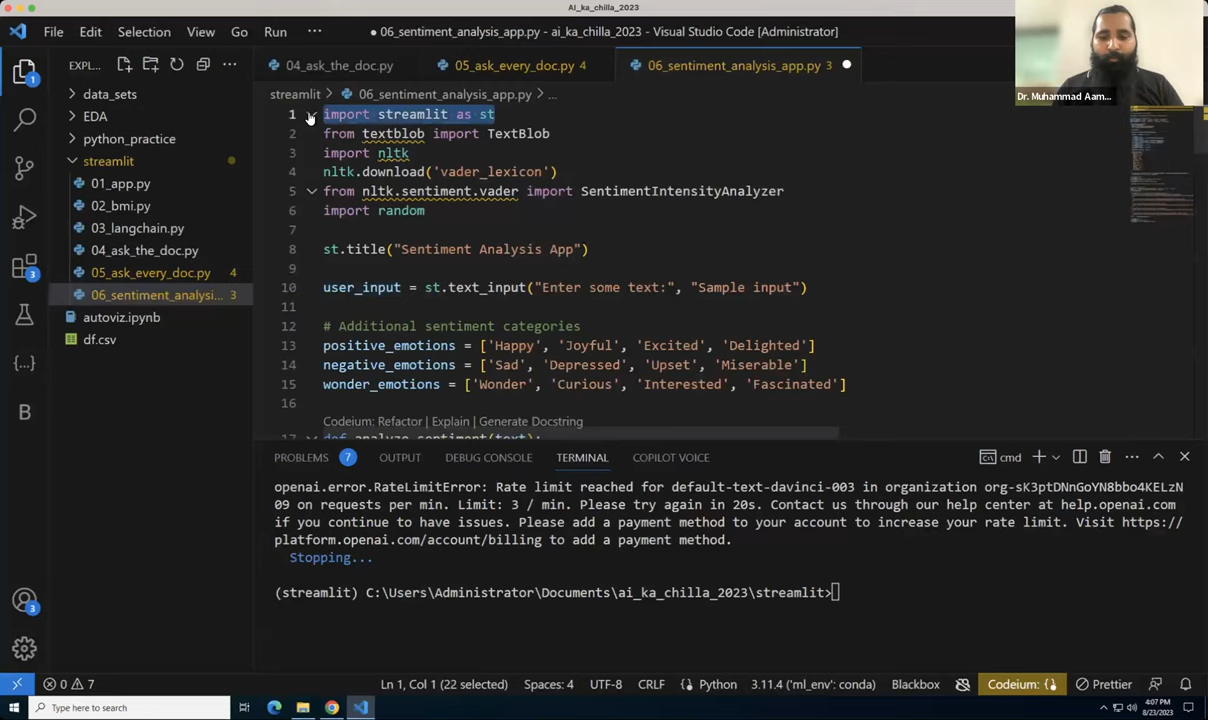 AI_ka_chilla_2023
File Edit Selection View Go Run ··· ● 06_sentiment_analysis_app.py - ai_ka_chilla_2023 - Visual Studio Code [Administrator]
EXPL... ··· 04_ask_the_doc.py 05_ask_every_doc.py 4 06_sentiment_analysis_app.py 3 ●
1
data_sets
EDA
python_practice
streamlit
01_app.py
02_bmi.py
03_langchain.py
04_ask_the_doc.py
05_ask_every_doc.py 4
06_sentiment_analysi... 3
autoviz.ipynb
df.csv
3
B
3
streamlit > 06_sentiment_analysis_app.py > ...
1 import streamlit as st
2 from textblob import TextBlob
3 import nltk
4 nltk.download('vader_lexicon')
5 from nltk.sentiment.vader import SentimentIntensityAnalyzer
6 import random
7
8 st.title("Sentiment Analysis App")
9
10 user_input = st.text_input("Enter some text:", "Sample input")
11
12 # Additional sentiment categories
13 positive_emotions = ['Happy', 'Joyful', 'Excited', 'Delighted']
14 negative_emotions = ['Sad', 'Depressed', 'Upset', 'Miserable']
15 wonder_emotions = ['Wonder', 'Curious', 'Interested', 'Fascinated']
16
Codeium: Refactor | Explain | Generate Docstring
17 def analyze_sentiment(text):
Dr. Muhammad Aam...
PROBLEMS 7 OUTPUT DEBUG CONSOLE TERMINAL COPILOT VOICE cmd
openai.error.RateLimitError: Rate limit reached for default-text-davinci-003 in organization org-sK3ptDNnGoYN8bbo4KELzN
09 on requests per min. Limit: 3 / min. Please try again in 20s. Contact us through our help center at help.openai.com
if you continue to have issues. Please add a payment method to your account to increase your rate limit. Visit https://
platform.openai.com/account/billing to add a payment method.
Stopping...
(streamlit) C:\Users\Administrator\Documents\ai_ka_chilla_2023\streamlit>
0 7 Ln 1, Col 1 (22 selected) Spaces: 4 UTF-8 CRLF Python 3.11.4 ('ml_env': conda) Blackbox Codeium: {} Prettier
Type here to search 4:07 PM
8/23/2023